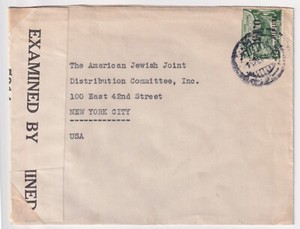 EXAMINED BY
The American Jewish Joint
Distribution Committee, Inc.
100 East 42nd Street
NEW YORK CITY
USA